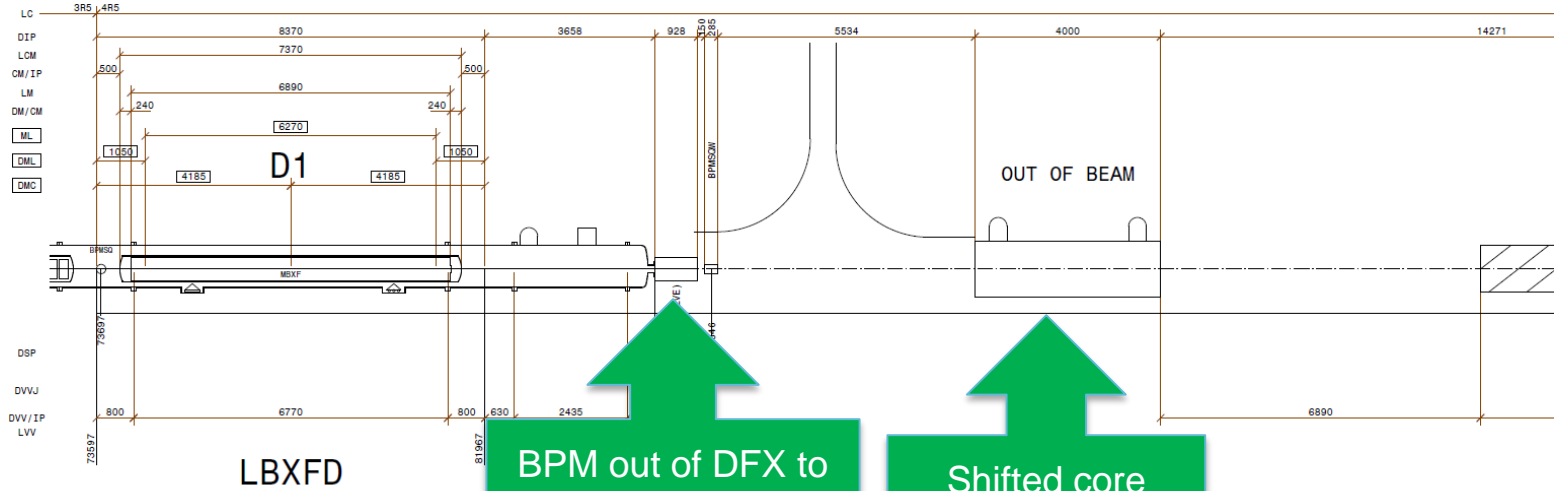 LC 3R5 4R5
DIP 8370 3658 928 150 285 5534 4000 14271
LCM 7370
CM/IP 500 500
LM 6890
DM/CM 240 240
ML 6270
DML 1050 1050
D1
DMC 4185 4185
BPMSQW
OUT OF BEAM
BPMSQ
MBXF
73697
DSP
DVVJ
DVV/IP 800 6770 800 630 2435 6890
LVV
73597 81967
LBXFD
BPM out of DFX to
Shifted core